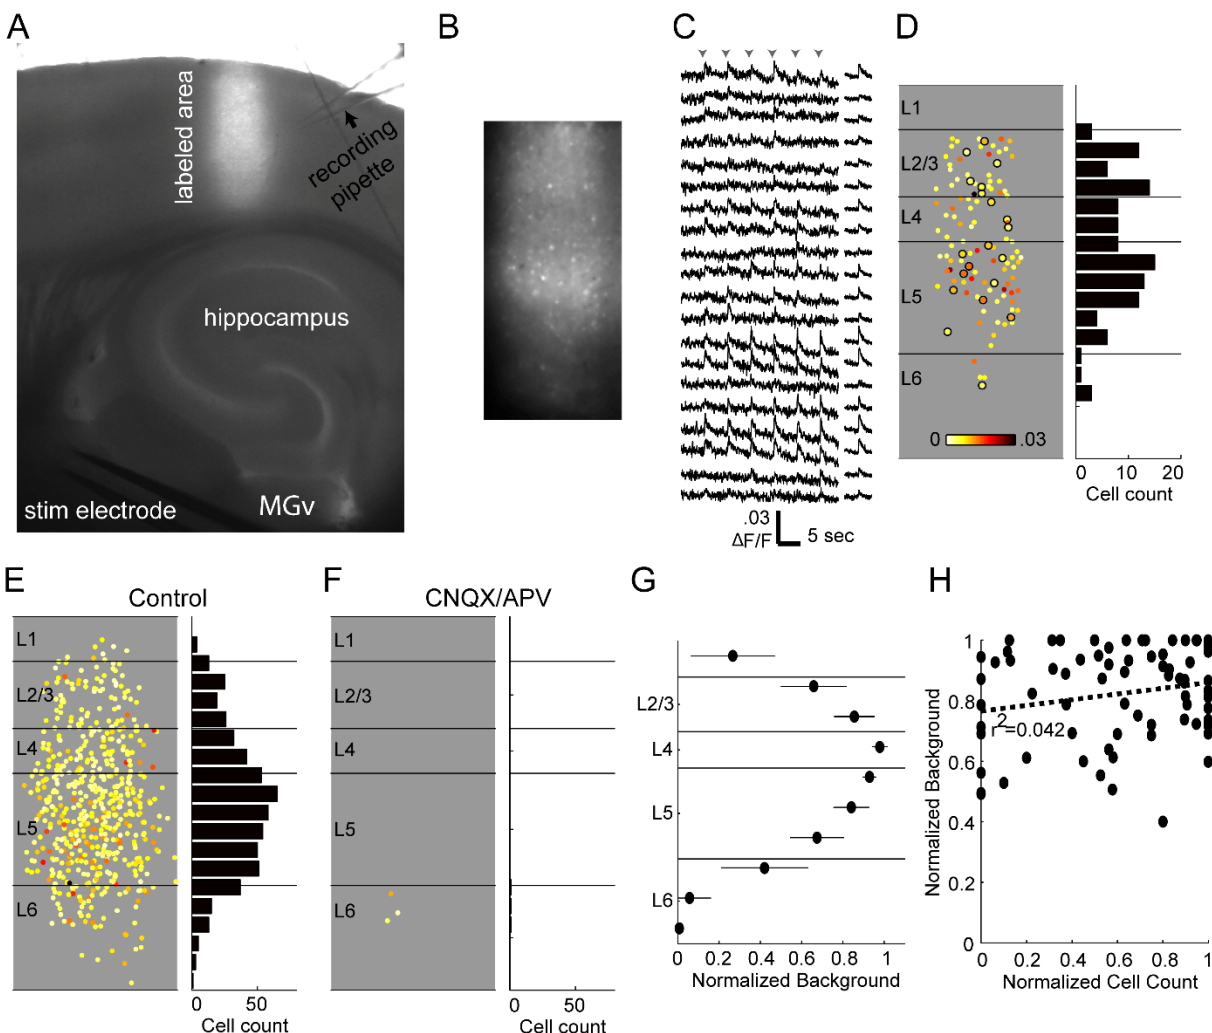 A
labeled area
recording
pipette
hippocampus
stim electrode
MGv
B
C
.03
ΔF/F
5 sec
D
L1
L2/3
L4
L5
L6
0
.03
0
10
20
Cell count
E
Control
L1
L2/3
L4
L5
L6
0
50
Cell count
F
CNQX/APV
L1
L2/3
L4
L5
L6
0
50
Cell count
G
L2/3
L4
L5
L6
0
0.2
0.4
0.6
0.8
1
Normalized Background
H
Normalized Background
1
0.8
0.6
0.4
0.2
0
r²=0.042
0
0.2
0.4
0.6
0.8
1
Normalized Cell Count